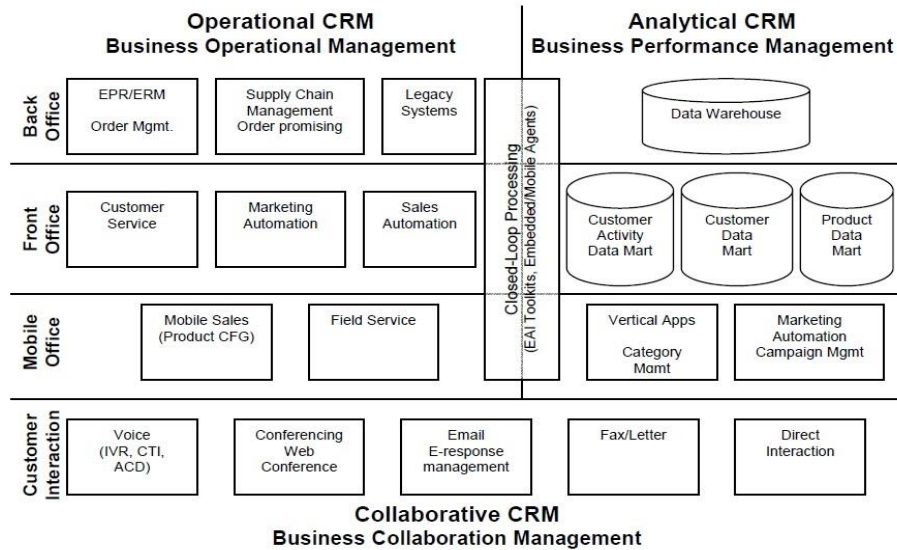 Operational CRM
Business Operational Management
Analytical CRM
Business Performance Management
Back
Office
EPR/ERM
Order Mgmt.
Supply Chain
Management
Order promising
Legacy
Systems
Closed-Loop Processing
(EAI Toolkits, Embedded/Mobile Agents)
Data Warehouse
Front
Office
Customer
Service
Marketing
Automation
Sales
Automation
Customer
Activity
Data Mart
Customer
Data
Mart
Product
Data
Mart
Mobile
Office
Mobile Sales
(Product CFG)
Field Service
Vertical Apps
Category
Mgmt
Marketing
Automation
Campaign Mgmt
Customer
Interaction
Voice
(IVR, CTI,
ACD)
Conferencing
Web
Conference
Email
E-response
management
Fax/Letter
Direct
Interaction
Collaborative CRM
Business Collaboration Management